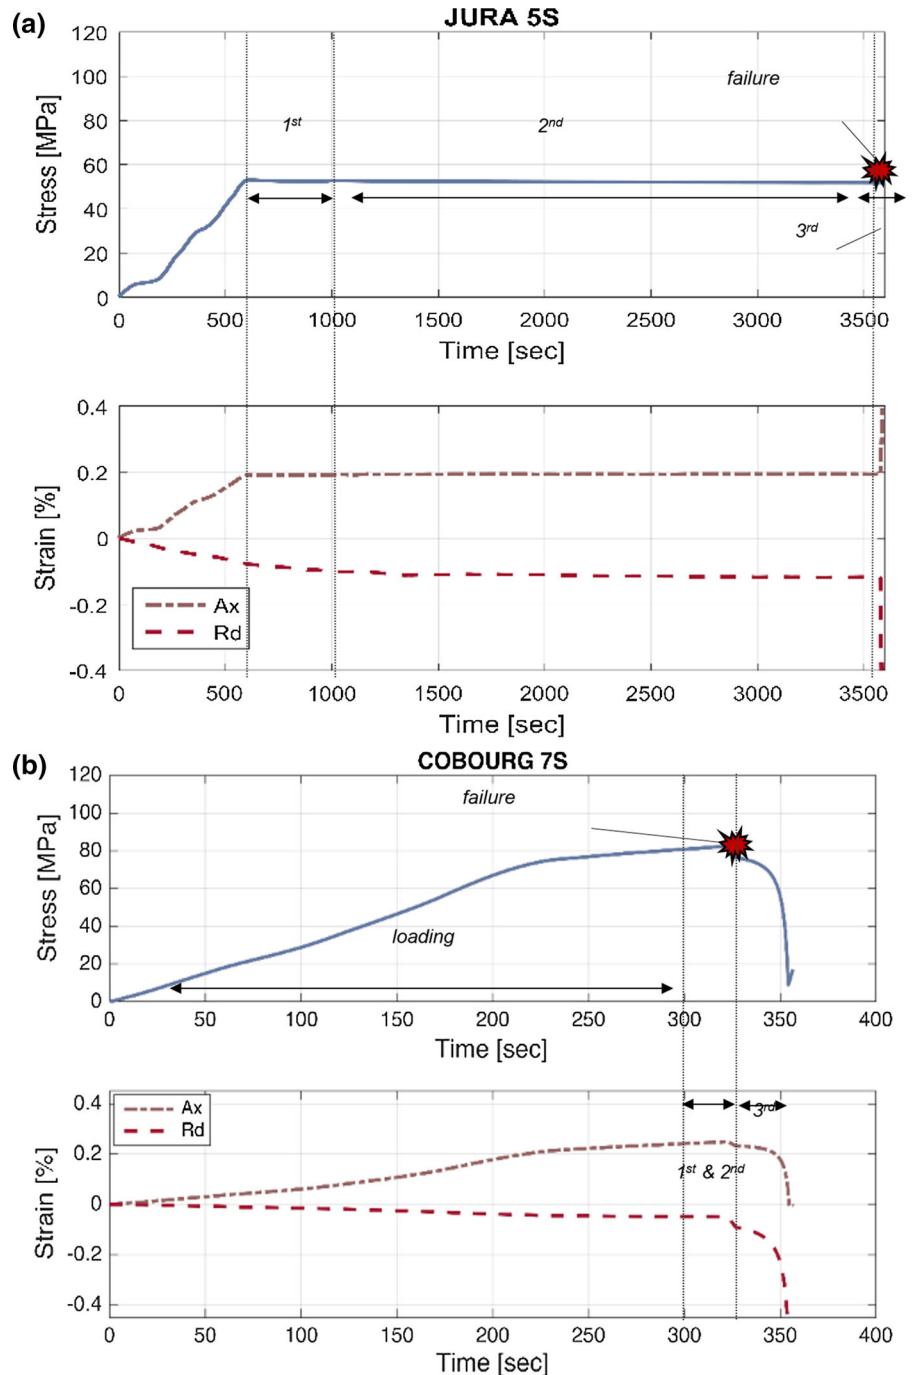 (a)
JURA 5S
Stress [MPa]
120
100
80
60
40
20
0
1st
2nd
failure
3rd
0 500 1000 1500 2000 2500 3000 3500
Time [sec]
Strain [%]
0.4
0.2
0
-0.2
-0.4
Ax
Rd
0 500 1000 1500 2000 2500 3000 3500
Time [sec]
(b)
COBOURG 7S
Stress [MPa]
120
100
80
60
40
20
0
failure
loading
0 50 100 150 200 250 300 350 400
Time [sec]
Strain [%]
0.4
0.2
0
-0.2
-0.4
Ax
Rd
3rd
1st & 2nd
0 50 100 150 200 250 300 350 400
Time [sec]